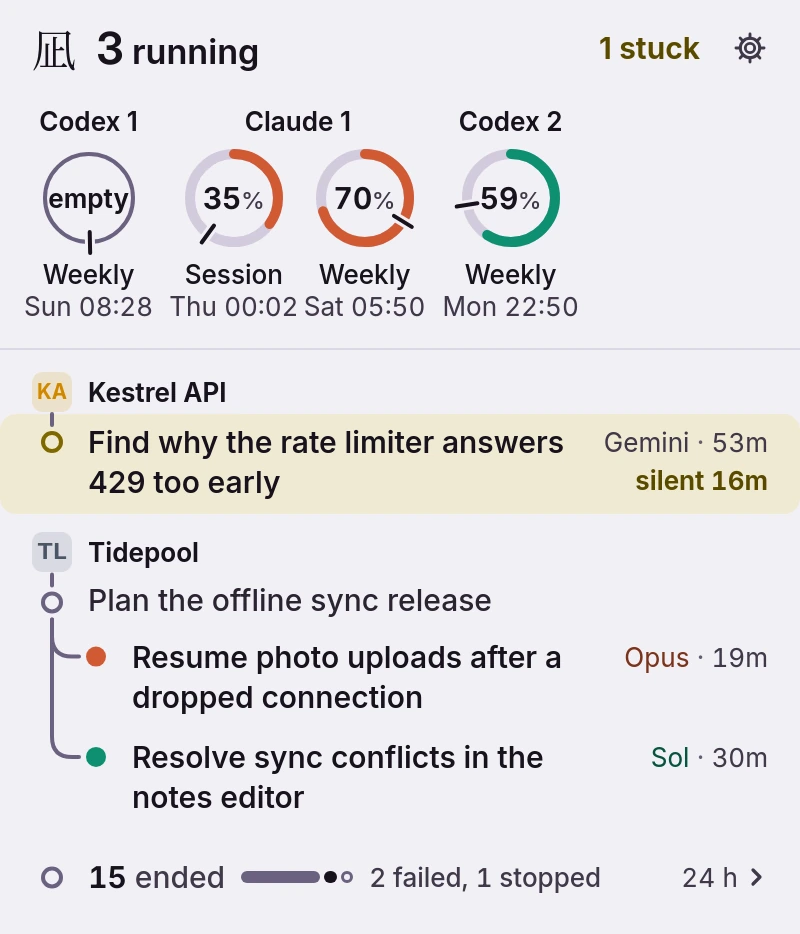 凪 3 running 1 stuck
Codex 1 Claude 1 Codex 2
empty 35% 70% 59%
Weekly Session Weekly Weekly
Sun 08:28 Thu 00:02 Sat 05:50 Mon 22:50
KA Kestrel API
Find why the rate limiter answers Gemini · 53m
429 too early silent 16m
TL Tidepool
Plan the offline sync release
Resume photo uploads after a Opus · 19m
dropped connection
Resolve sync conflicts in the Sol · 30m
notes editor
15 ended 2 failed, 1 stopped 24 h